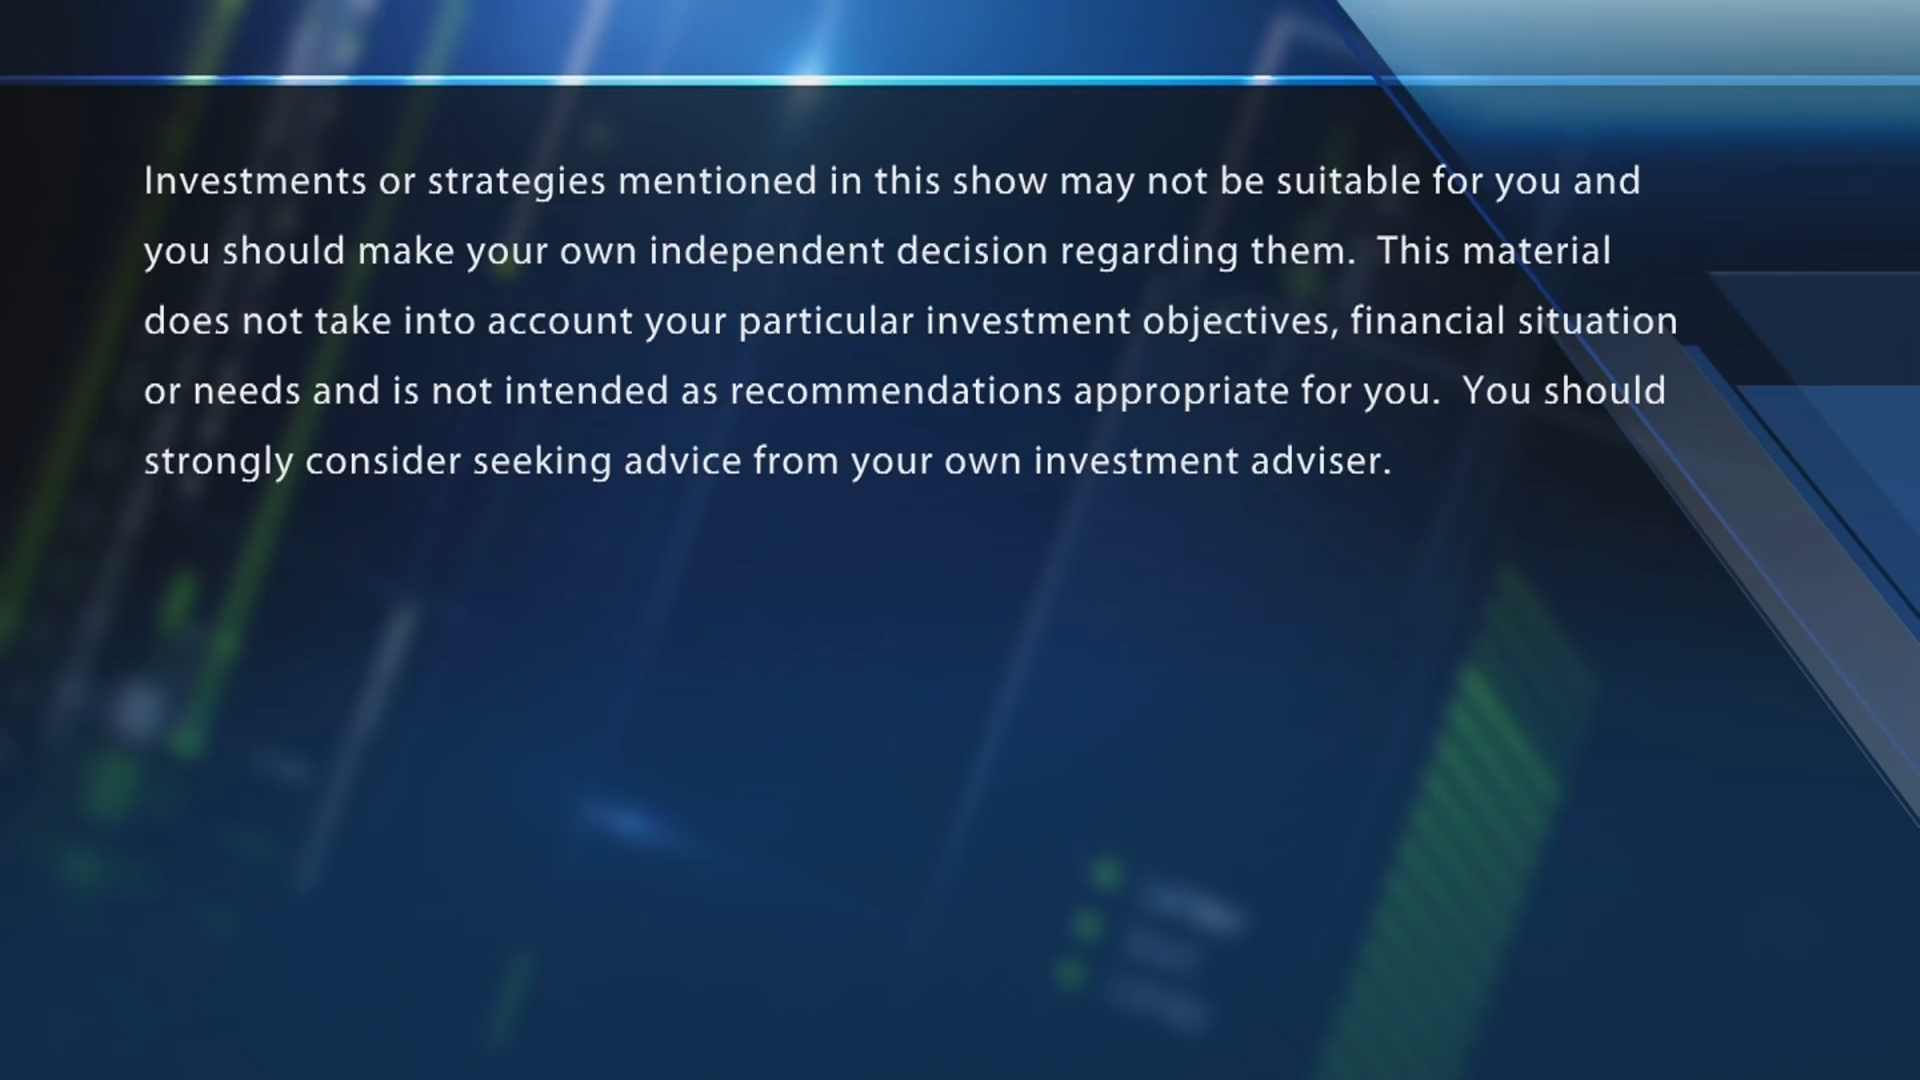 Investments or strategies mentioned in this show may not be suitable for you and
you should make your own independent decision regarding them.  This material
does not take into account your particular investment objectives, financial situation
or needs and is not intended as recommendations appropriate for you.  You should
strongly consider seeking advice from your own investment adviser.